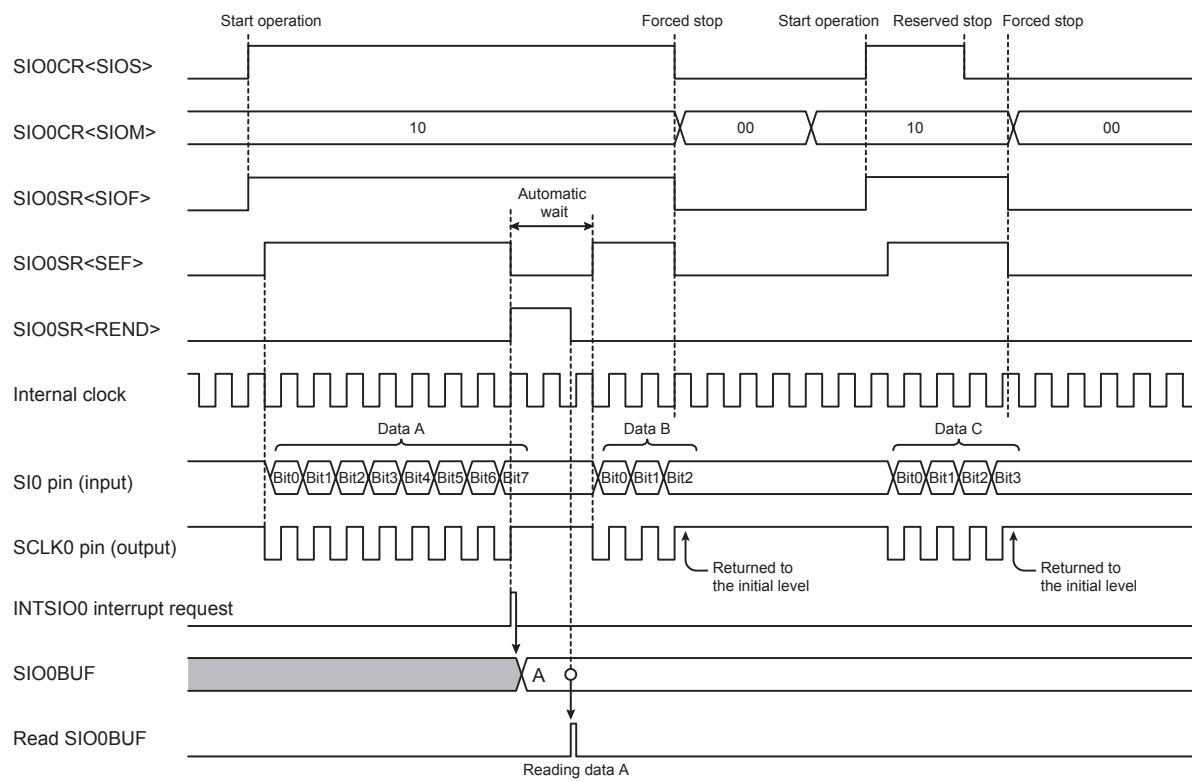 Start operation Forced stop Start operation Reserved stop Forced stop
SIO0CR<SIOS>
SIO0CR<SIOM> 10 00 10 00
SIO0SR<SIOF>
Automatic
wait
SIO0SR<SEF>
SIO0SR<REND>
Internal clock
Data A Data B Data C
SI0 pin (input) Bit0 Bit1 Bit2 Bit3 Bit4 Bit5 Bit6 Bit7 Bit0 Bit1 Bit2 Bit0 Bit1 Bit2 Bit3
SCLK0 pin (output)
Returned to
the initial level
Returned to
the initial level
INTSIO0 interrupt request
SIO0BUF A
Read SIO0BUF
Reading data A